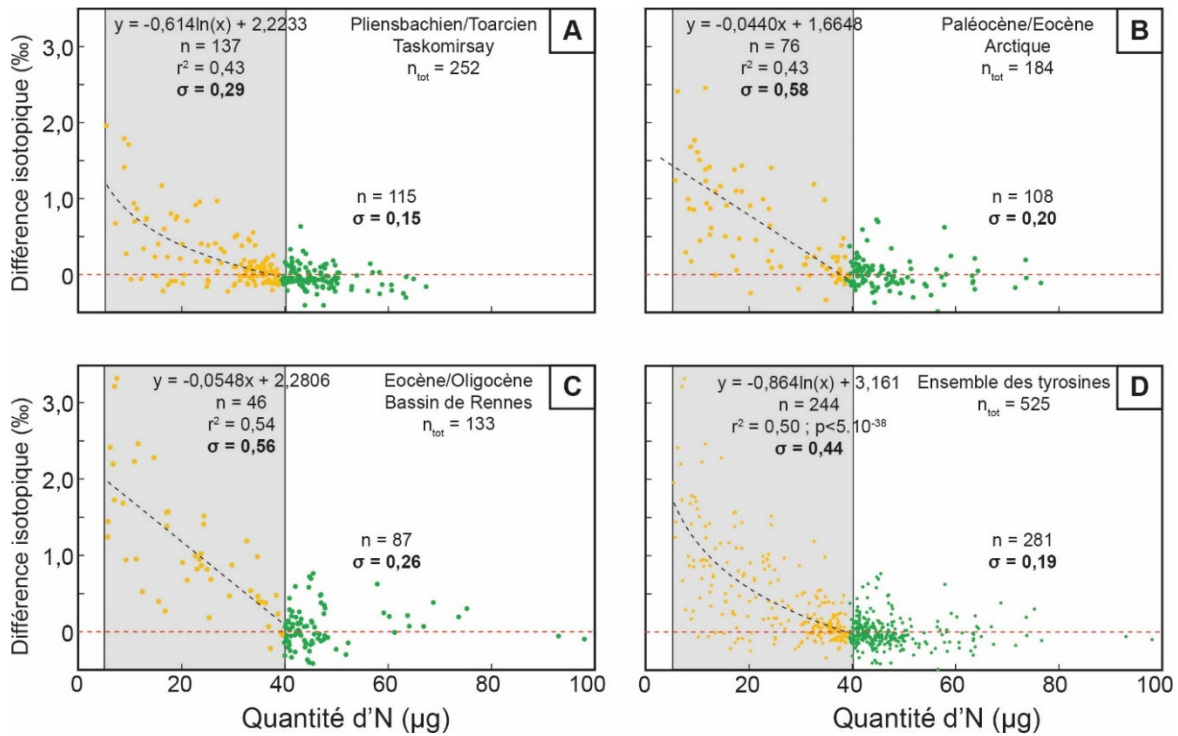 Différence isotopique (‰)
3,0
2,0
1,0
0
y = -0,614ln(x) + 2,2233
n = 137
r² = 0,43
σ = 0,29
Pliensbachien/Toarcien
Taskomirsay
n_tot = 252
A
n = 115
σ = 0,15
y = -0,0440x + 1,6648
n = 76
r² = 0,43
σ = 0,58
Paléocène/Eocène
Arctique
n_tot = 184
B
n = 108
σ = 0,20
Différence isotopique (‰)
3,0
2,0
1,0
0
y = -0,0548x + 2,2806
n = 46
r² = 0,54
σ = 0,56
Eocène/Oligocène
Bassin de Rennes
n_tot = 133
C
n = 87
σ = 0,26
0 20 40 60 80 100
Quantité d’N (µg)
y = -0,864ln(x) + 3,161
n = 244
r² = 0,50 ; p<5.10⁻³⁸
σ = 0,44
Ensemble des tyrosines
n_tot = 525
D
n = 281
σ = 0,19
0 20 40 60 80 100
Quantité d’N (µg)